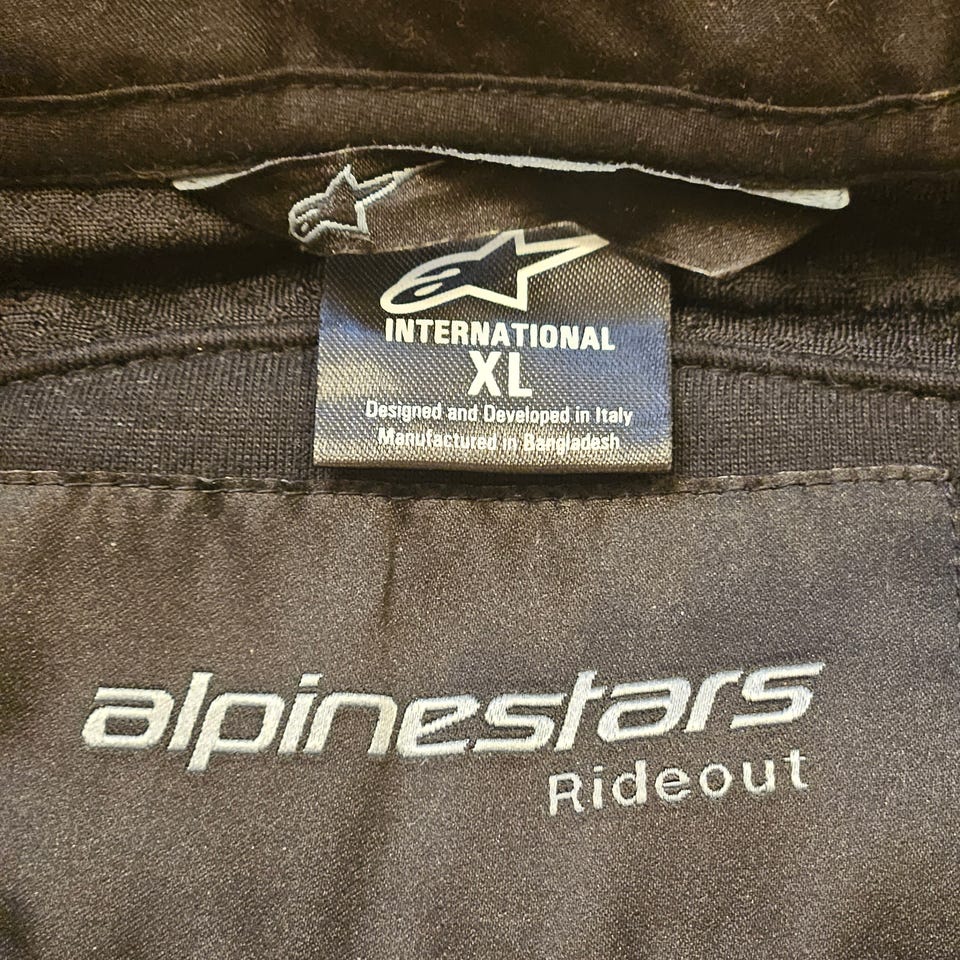 INTERNATIONAL
XL
Designed and Developed in Italy
Manufactured in Bangladesh
alpinestars
Rideout